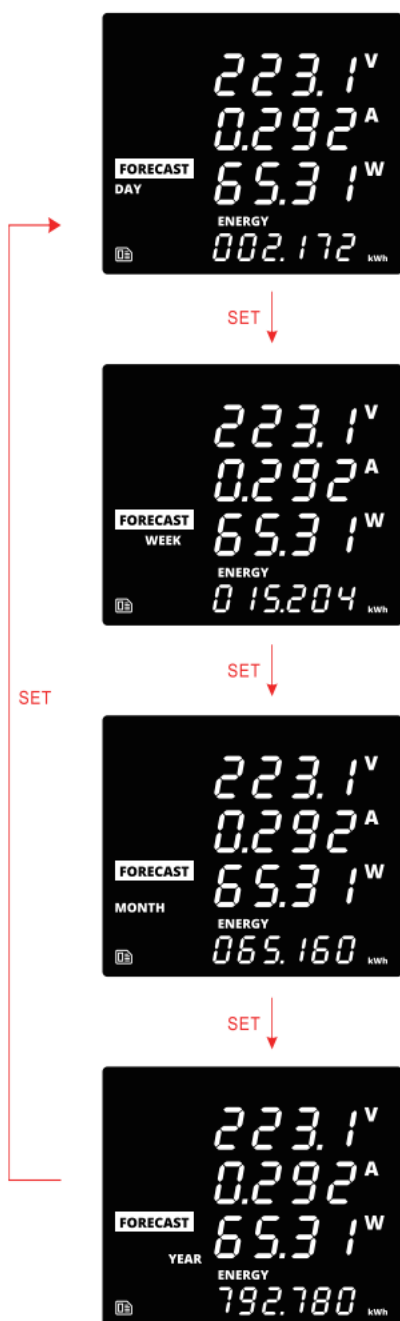 223.1 V
0.292 A
FORECAST 65.31 W
DAY
ENERGY
002.172 kWh
SET
223.1 V
0.292 A
FORECAST 65.31 W
WEEK
ENERGY
015.204 kWh
SET
SET
223.1 V
0.292 A
FORECAST 65.31 W
MONTH
ENERGY
065.160 kWh
SET
223.1 V
0.292 A
FORECAST 65.31 W
YEAR
ENERGY
792.780 kWh